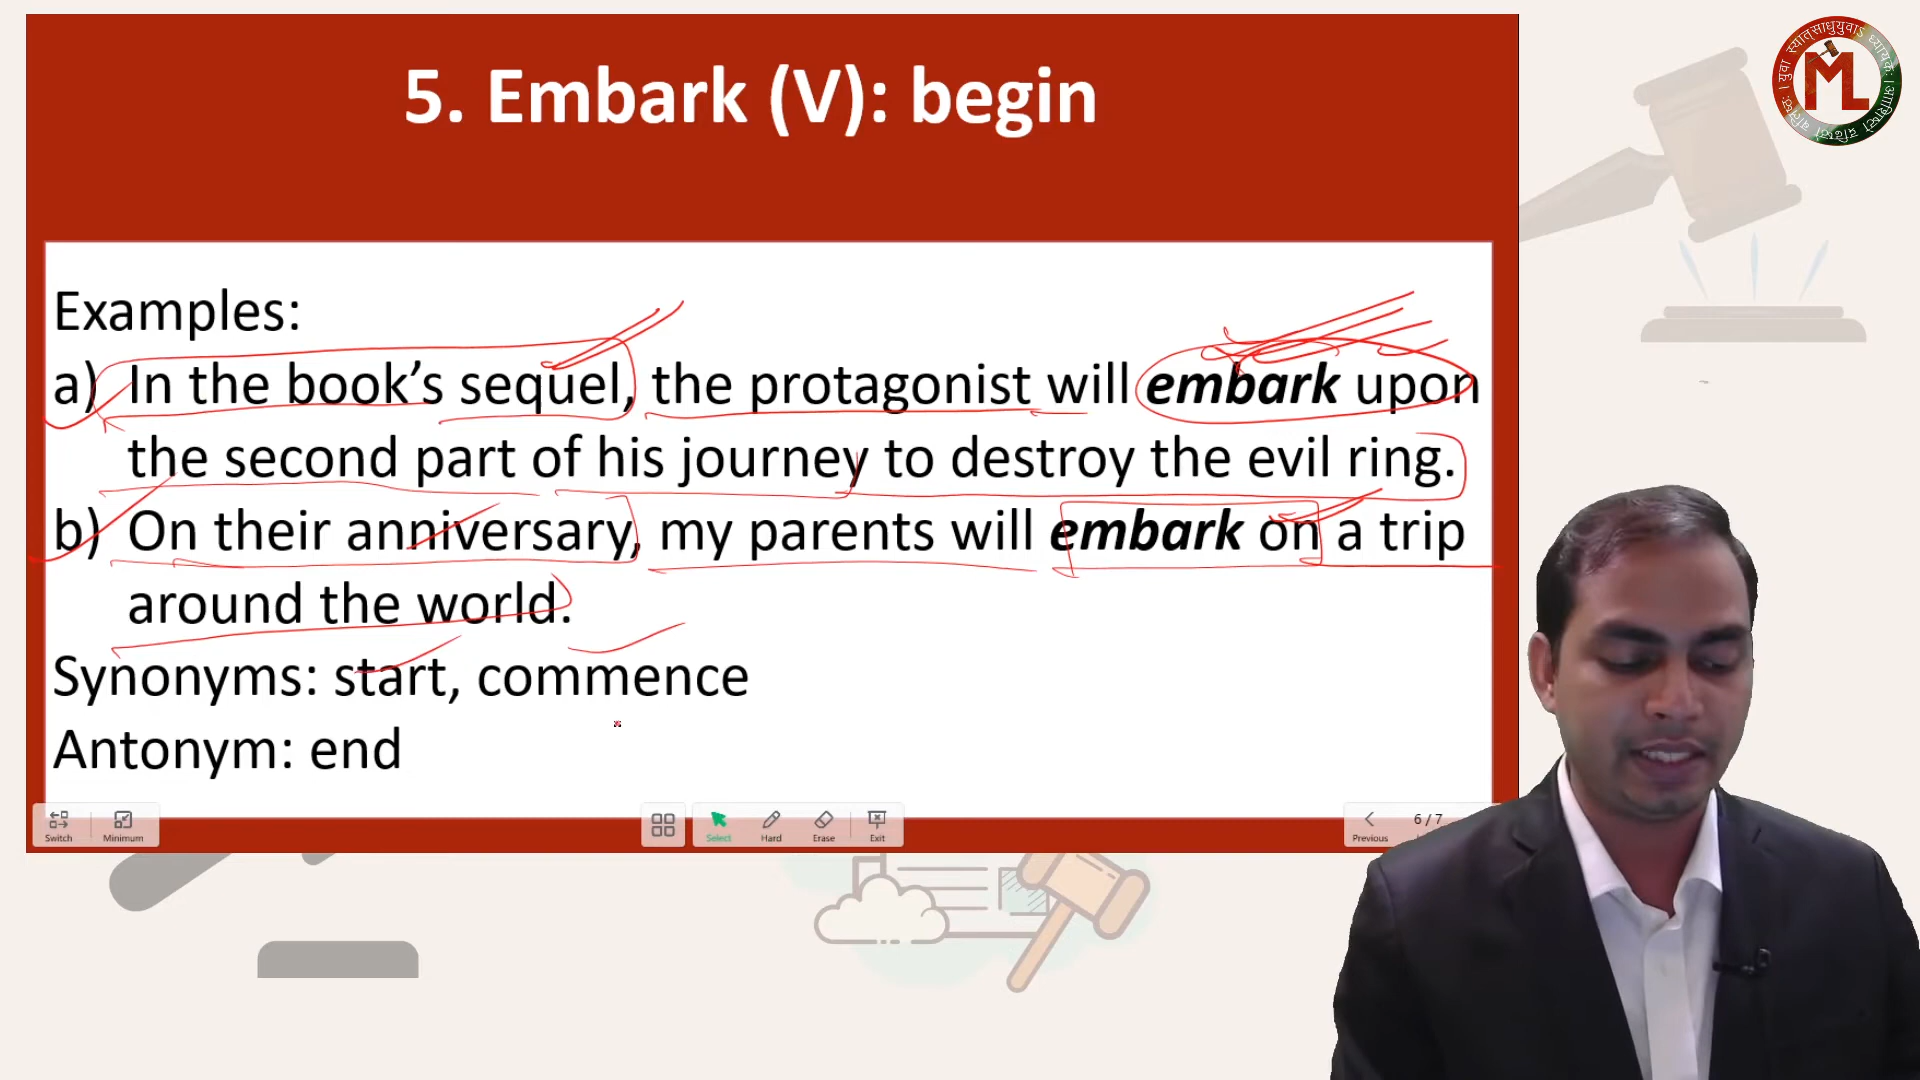 5. Embark (V): begin
Examples:
a) In the book’s sequel, the protagonist will embark upon
the second part of his journey to destroy the evil ring.
b) On their anniversary, my parents will embark on a trip
around the world.
Synonyms: start, commence
Antonym: end
Switch
Minimum
Select
Hard
Erase
Exit
Previous
6 / 7
ML